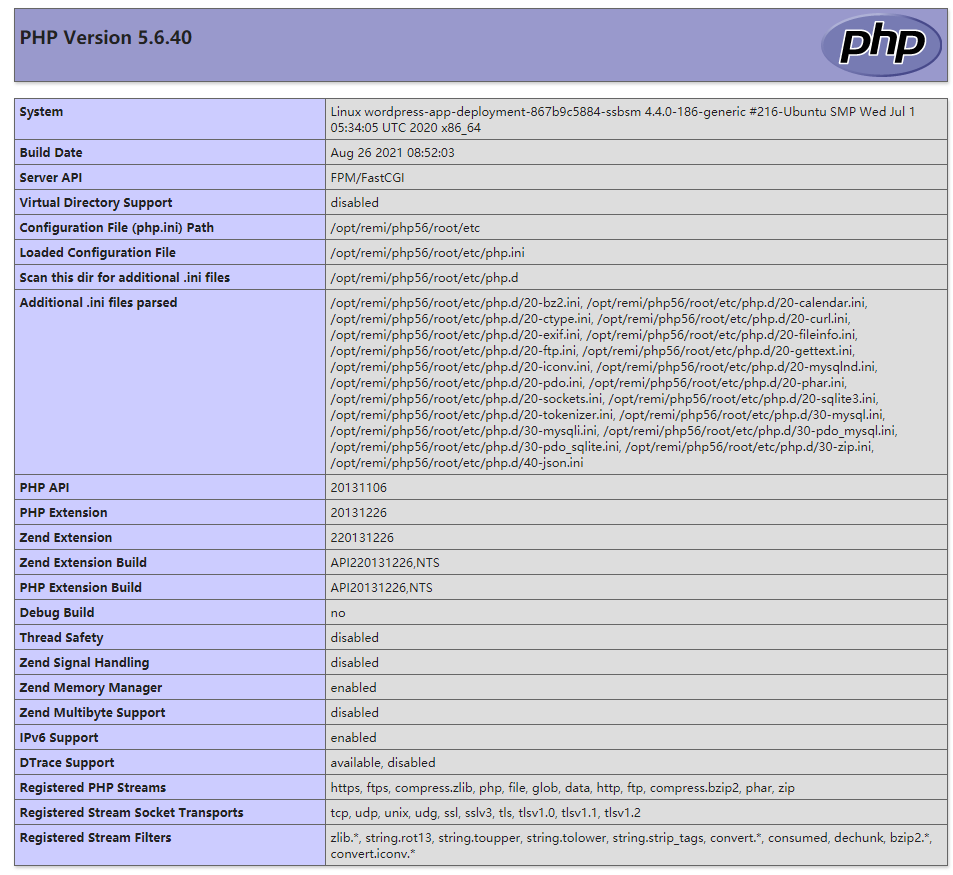 PHP Version 5.6.40
php
System
Linux wordpress-app-deployment-867b9c5884-ssbsm 4.4.0-186-generic #216-Ubuntu SMP Wed Jul 1
05:34:05 UTC 2020 x86_64
Build Date
Aug 26 2021 08:52:03
Server API
FPM/FastCGI
Virtual Directory Support
disabled
Configuration File (php.ini) Path
/opt/remi/php56/root/etc
Loaded Configuration File
/opt/remi/php56/root/etc/php.ini
Scan this dir for additional .ini files
/opt/remi/php56/root/etc/php.d
Additional .ini files parsed
/opt/remi/php56/root/etc/php.d/20-bz2.ini, /opt/remi/php56/root/etc/php.d/20-calendar.ini,
/opt/remi/php56/root/etc/php.d/20-ctype.ini, /opt/remi/php56/root/etc/php.d/20-curl.ini,
/opt/remi/php56/root/etc/php.d/20-exif.ini, /opt/remi/php56/root/etc/php.d/20-fileinfo.ini,
/opt/remi/php56/root/etc/php.d/20-ftp.ini, /opt/remi/php56/root/etc/php.d/20-gettext.ini,
/opt/remi/php56/root/etc/php.d/20-iconv.ini, /opt/remi/php56/root/etc/php.d/20-mysqlnd.ini,
/opt/remi/php56/root/etc/php.d/20-pdo.ini, /opt/remi/php56/root/etc/php.d/20-phar.ini,
/opt/remi/php56/root/etc/php.d/20-sockets.ini, /opt/remi/php56/root/etc/php.d/20-sqlite3.ini,
/opt/remi/php56/root/etc/php.d/20-tokenizer.ini, /opt/remi/php56/root/etc/php.d/30-mysql.ini,
/opt/remi/php56/root/etc/php.d/30-mysqli.ini, /opt/remi/php56/root/etc/php.d/30-pdo_mysql.ini,
/opt/remi/php56/root/etc/php.d/30-pdo_sqlite.ini, /opt/remi/php56/root/etc/php.d/30-zip.ini,
/opt/remi/php56/root/etc/php.d/40-json.ini
PHP API
20131106
PHP Extension
20131226
Zend Extension
220131226
Zend Extension Build
API220131226,NTS
PHP Extension Build
API20131226,NTS
Debug Build
no
Thread Safety
disabled
Zend Signal Handling
disabled
Zend Memory Manager
enabled
Zend Multibyte Support
disabled
IPv6 Support
enabled
DTrace Support
available, disabled
Registered PHP Streams
https, ftps, compress.zlib, php, file, glob, data, http, ftp, compress.bzip2, phar, zip
Registered Stream Socket Transports
tcp, udp, unix, udg, ssl, sslv3, tls, tlsv1.0, tlsv1.1, tlsv1.2
Registered Stream Filters
zlib.*, string.rot13, string.toupper, string.tolower, string.strip_tags, convert.*, consumed, dechunk, bzip2.*,
convert.iconv.*